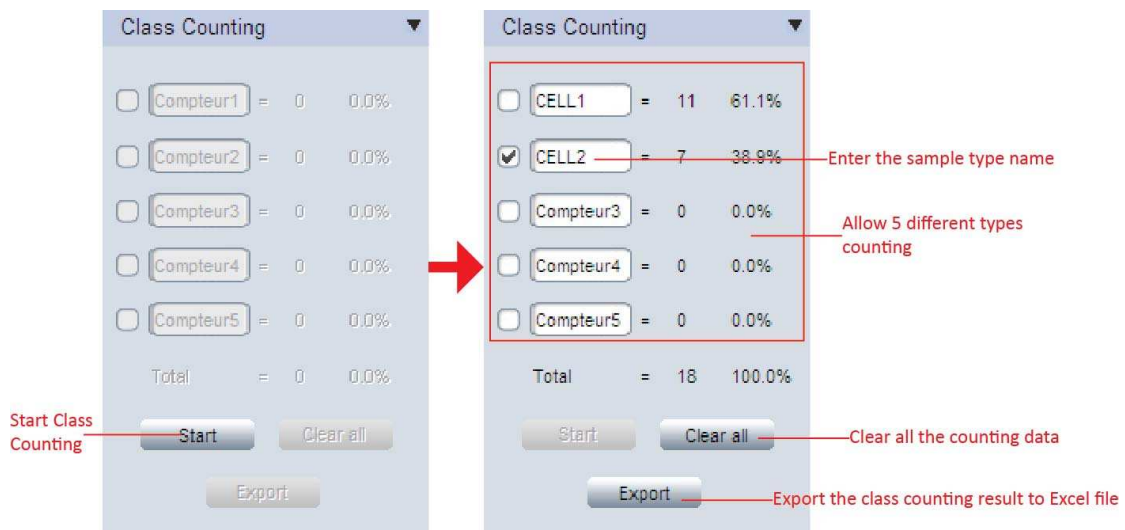 Class Counting ▼
Compteur1 = 0 0.0%
Compteur2 = 0 0.0%
Compteur3 = 0 0.0%
Compteur4 = 0 0.0%
Compteur5 = 0 0.0%
Total = 0 0.0%
Start Class
Counting
Start Clear all
Export
Class Counting ▼
CELL1 = 11 61.1%
CELL2 = 7 38.9%
Enter the sample type name
Compteur3 = 0 0.0%
Allow 5 different types
counting
Compteur4 = 0 0.0%
Compteur5 = 0 0.0%
Total = 18 100.0%
Start Clear all
Clear all the counting data
Export
Export the class counting result to Excel file